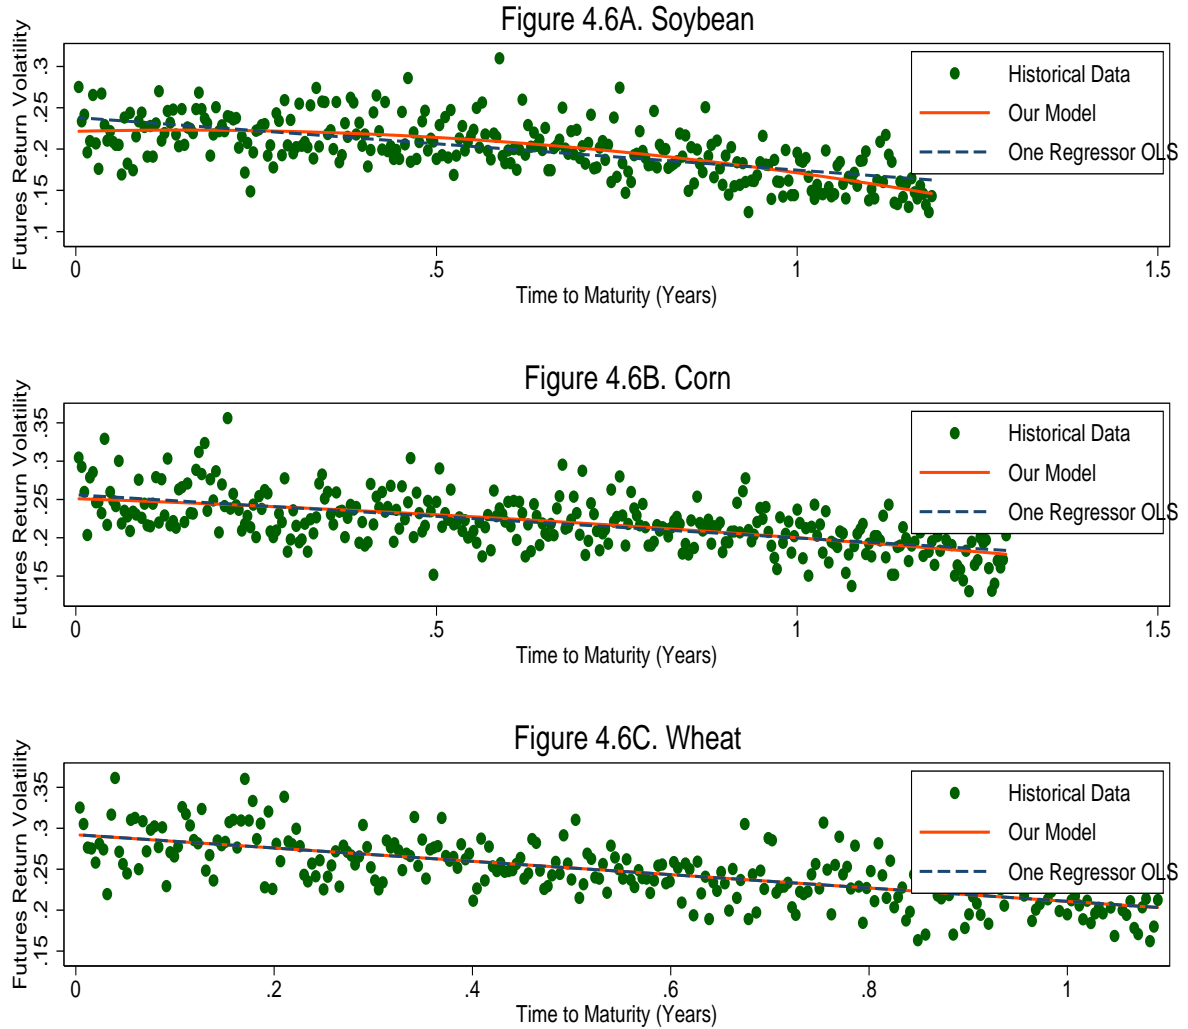 Figure 4.6A. Soybean
Futures Return Volatility
.3
.25
.2
.15
.1
Historical Data
Our Model
One Regressor OLS
0
.5
1
1.5
Time to Maturity (Years)
Figure 4.6B. Corn
Futures Return Volatility
.35
.3
.25
.2
.15
Historical Data
Our Model
One Regressor OLS
0
.5
1
1.5
Time to Maturity (Years)
Figure 4.6C. Wheat
Futures Return Volatility
.35
.3
.25
.2
.15
Historical Data
Our Model
One Regressor OLS
0
.2
.4
.6
.8
1
Time to Maturity (Years)